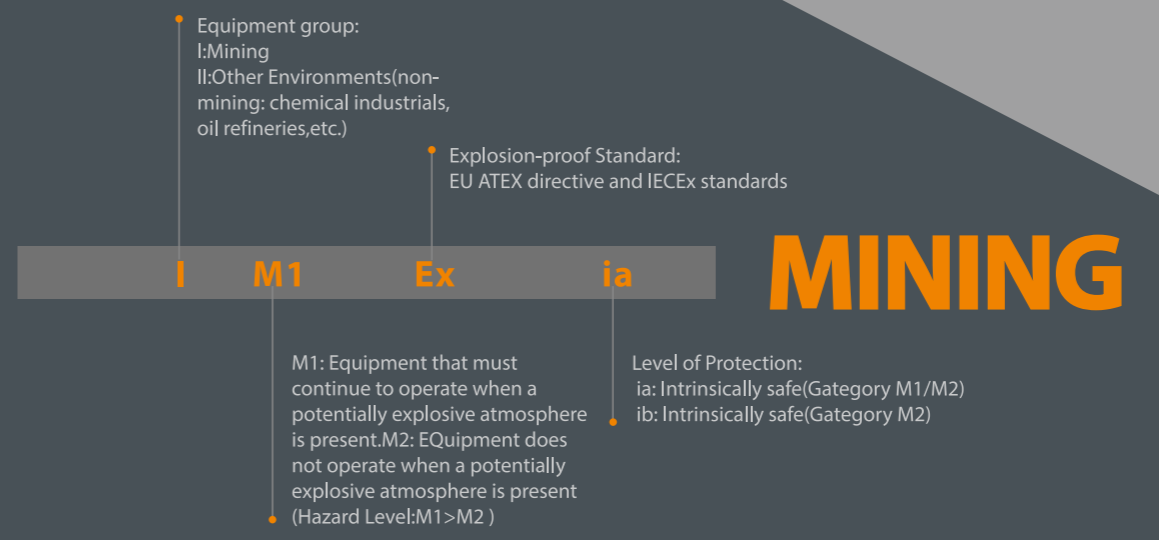 Equipment group:
I:Mining
II:Other Environments(non-
mining: chemical industrials,
oil refineries,etc.)
Explosion-proof Standard:
EU ATEX directive and IECEx standards
I M1 Ex ia
MINING
M1: Equipment that must
continue to operate when a
potentially explosive atmosphere
is present.M2: EQuipment does
not operate when a potentially
explosive atmosphere is present
(Hazard Level:M1>M2 )
Level of Protection:
ia: Intrinsically safe(Gategory M1/M2)
ib: Intrinsically safe(Gategory M2)